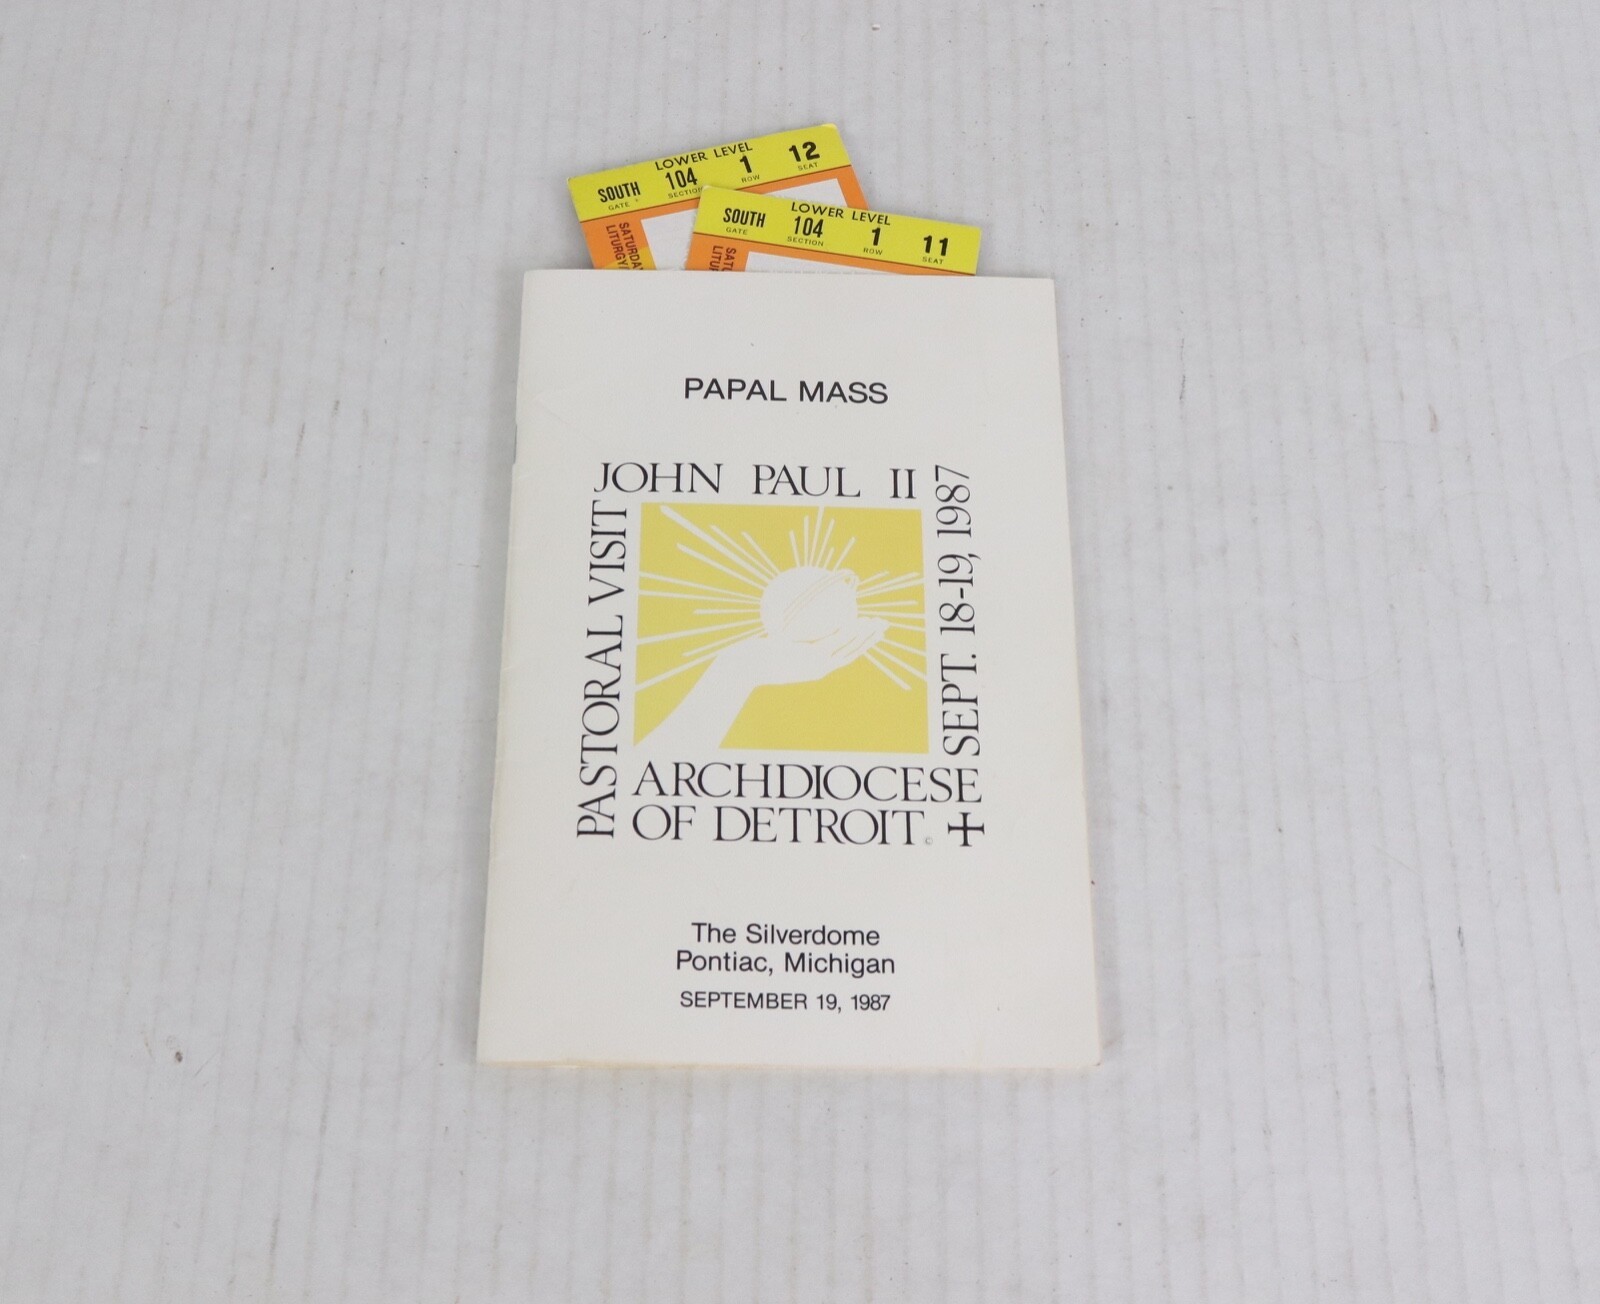 LOWER LEVEL
SOUTH 104 1 12
GATE SECTION ROW SEAT
SATURDAY
LITURGY
LOWER LEVEL
SOUTH 104 1 11
GATE SECTION ROW SEAT
PAPAL MASS
PASTORAL VISIT
JOHN PAUL II
SEPT. 18-19, 1987
ARCHDIOCESE
OF DETROIT ©
The Silverdome
Pontiac, Michigan
SEPTEMBER 19, 1987